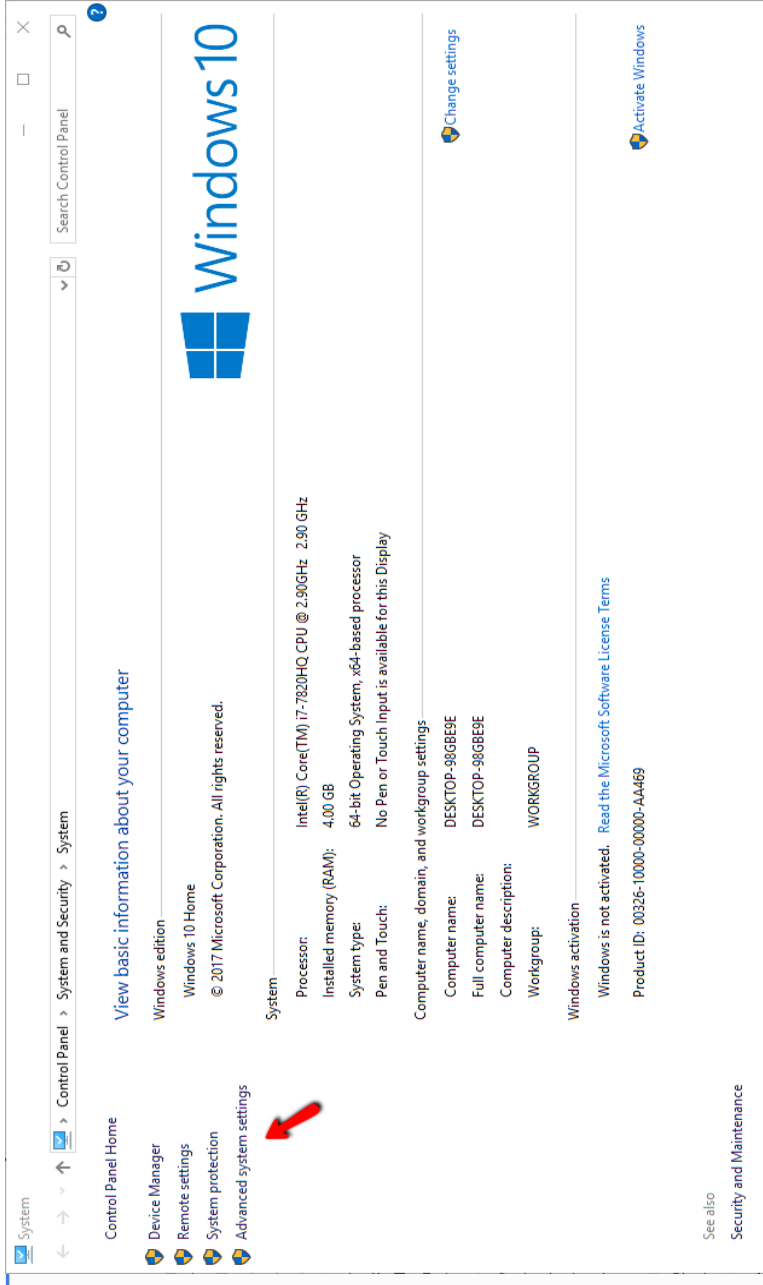 System
Control Panel > System and Security > System
Search Control Panel
Control Panel Home
Device Manager
Remote settings
System protection
Advanced system settings
See also
Security and Maintenance
View basic information about your computer
Windows edition
Windows 10 Home
© 2017 Microsoft Corporation. All rights reserved.
Windows 10
System
Processor: Intel(R) Core(TM) i7-7820HQ CPU @ 2.90GHz 2.90 GHz
Installed memory (RAM): 4.00 GB
System type: 64-bit Operating System, x64-based processor
Pen and Touch: No Pen or Touch Input is available for this Display
Computer name, domain, and workgroup settings
Computer name: DESKTOP-98GBE9E
Change settings
Full computer name: DESKTOP-98GBE9E
Computer description:
Workgroup: WORKGROUP
Windows activation
Windows is not activated. Read the Microsoft Software License Terms
Product ID: 00326-10000-00000-AA469
Activate Windows